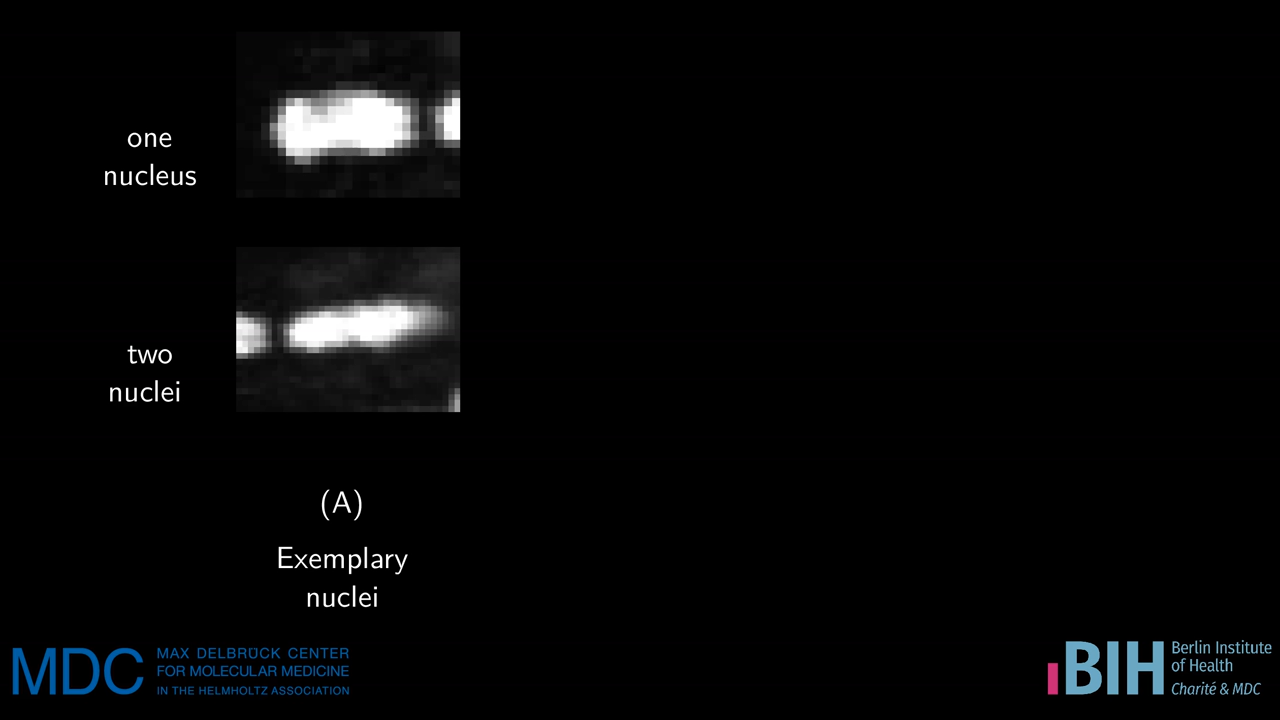 one
nucleus
two
nuclei
(A)
Exemplary
nuclei
MDC
MAX DELBRÜCK CENTER
FOR MOLECULAR MEDICINE
IN THE HELMHOLTZ ASSOCIATION
BIH
Berlin Institute
of Health
Charité & MDC